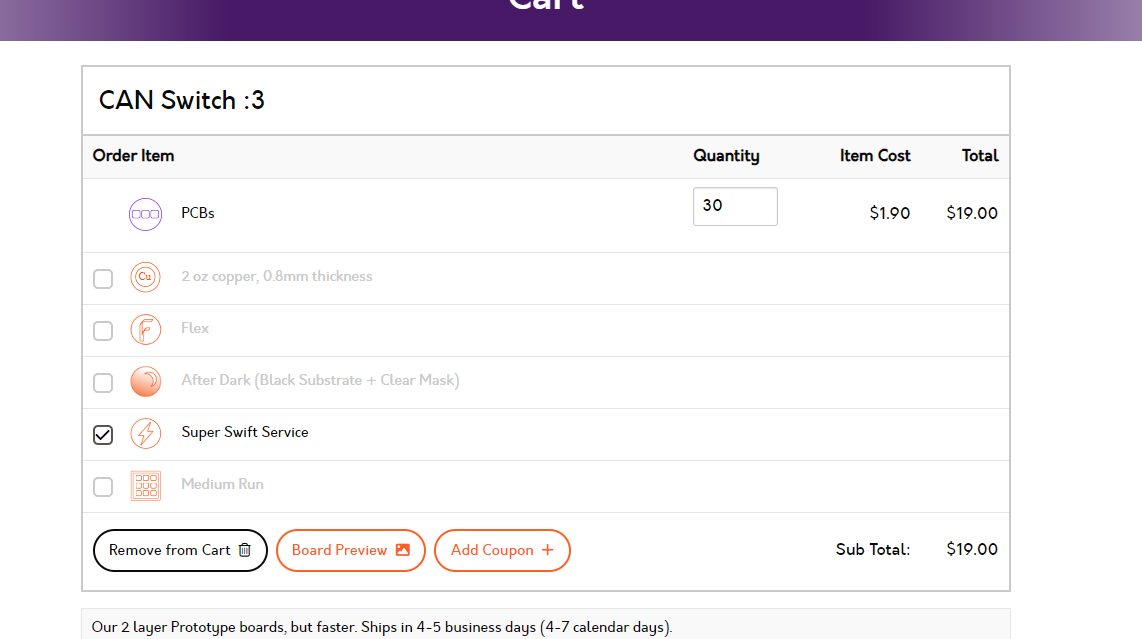 Cart
CAN Switch :3
Order Item Quantity Item Cost Total
PCBs 30 $1.90 $19.00
Cu 2 oz copper, 0.8mm thickness
Flex
After Dark (Black Substrate + Clear Mask)
Super Swift Service
Medium Run
Remove from Cart Board Preview Add Coupon + Sub Total: $19.00
Our 2 layer Prototype boards, but faster. Ships in 4-5 business days (4-7 calendar days).